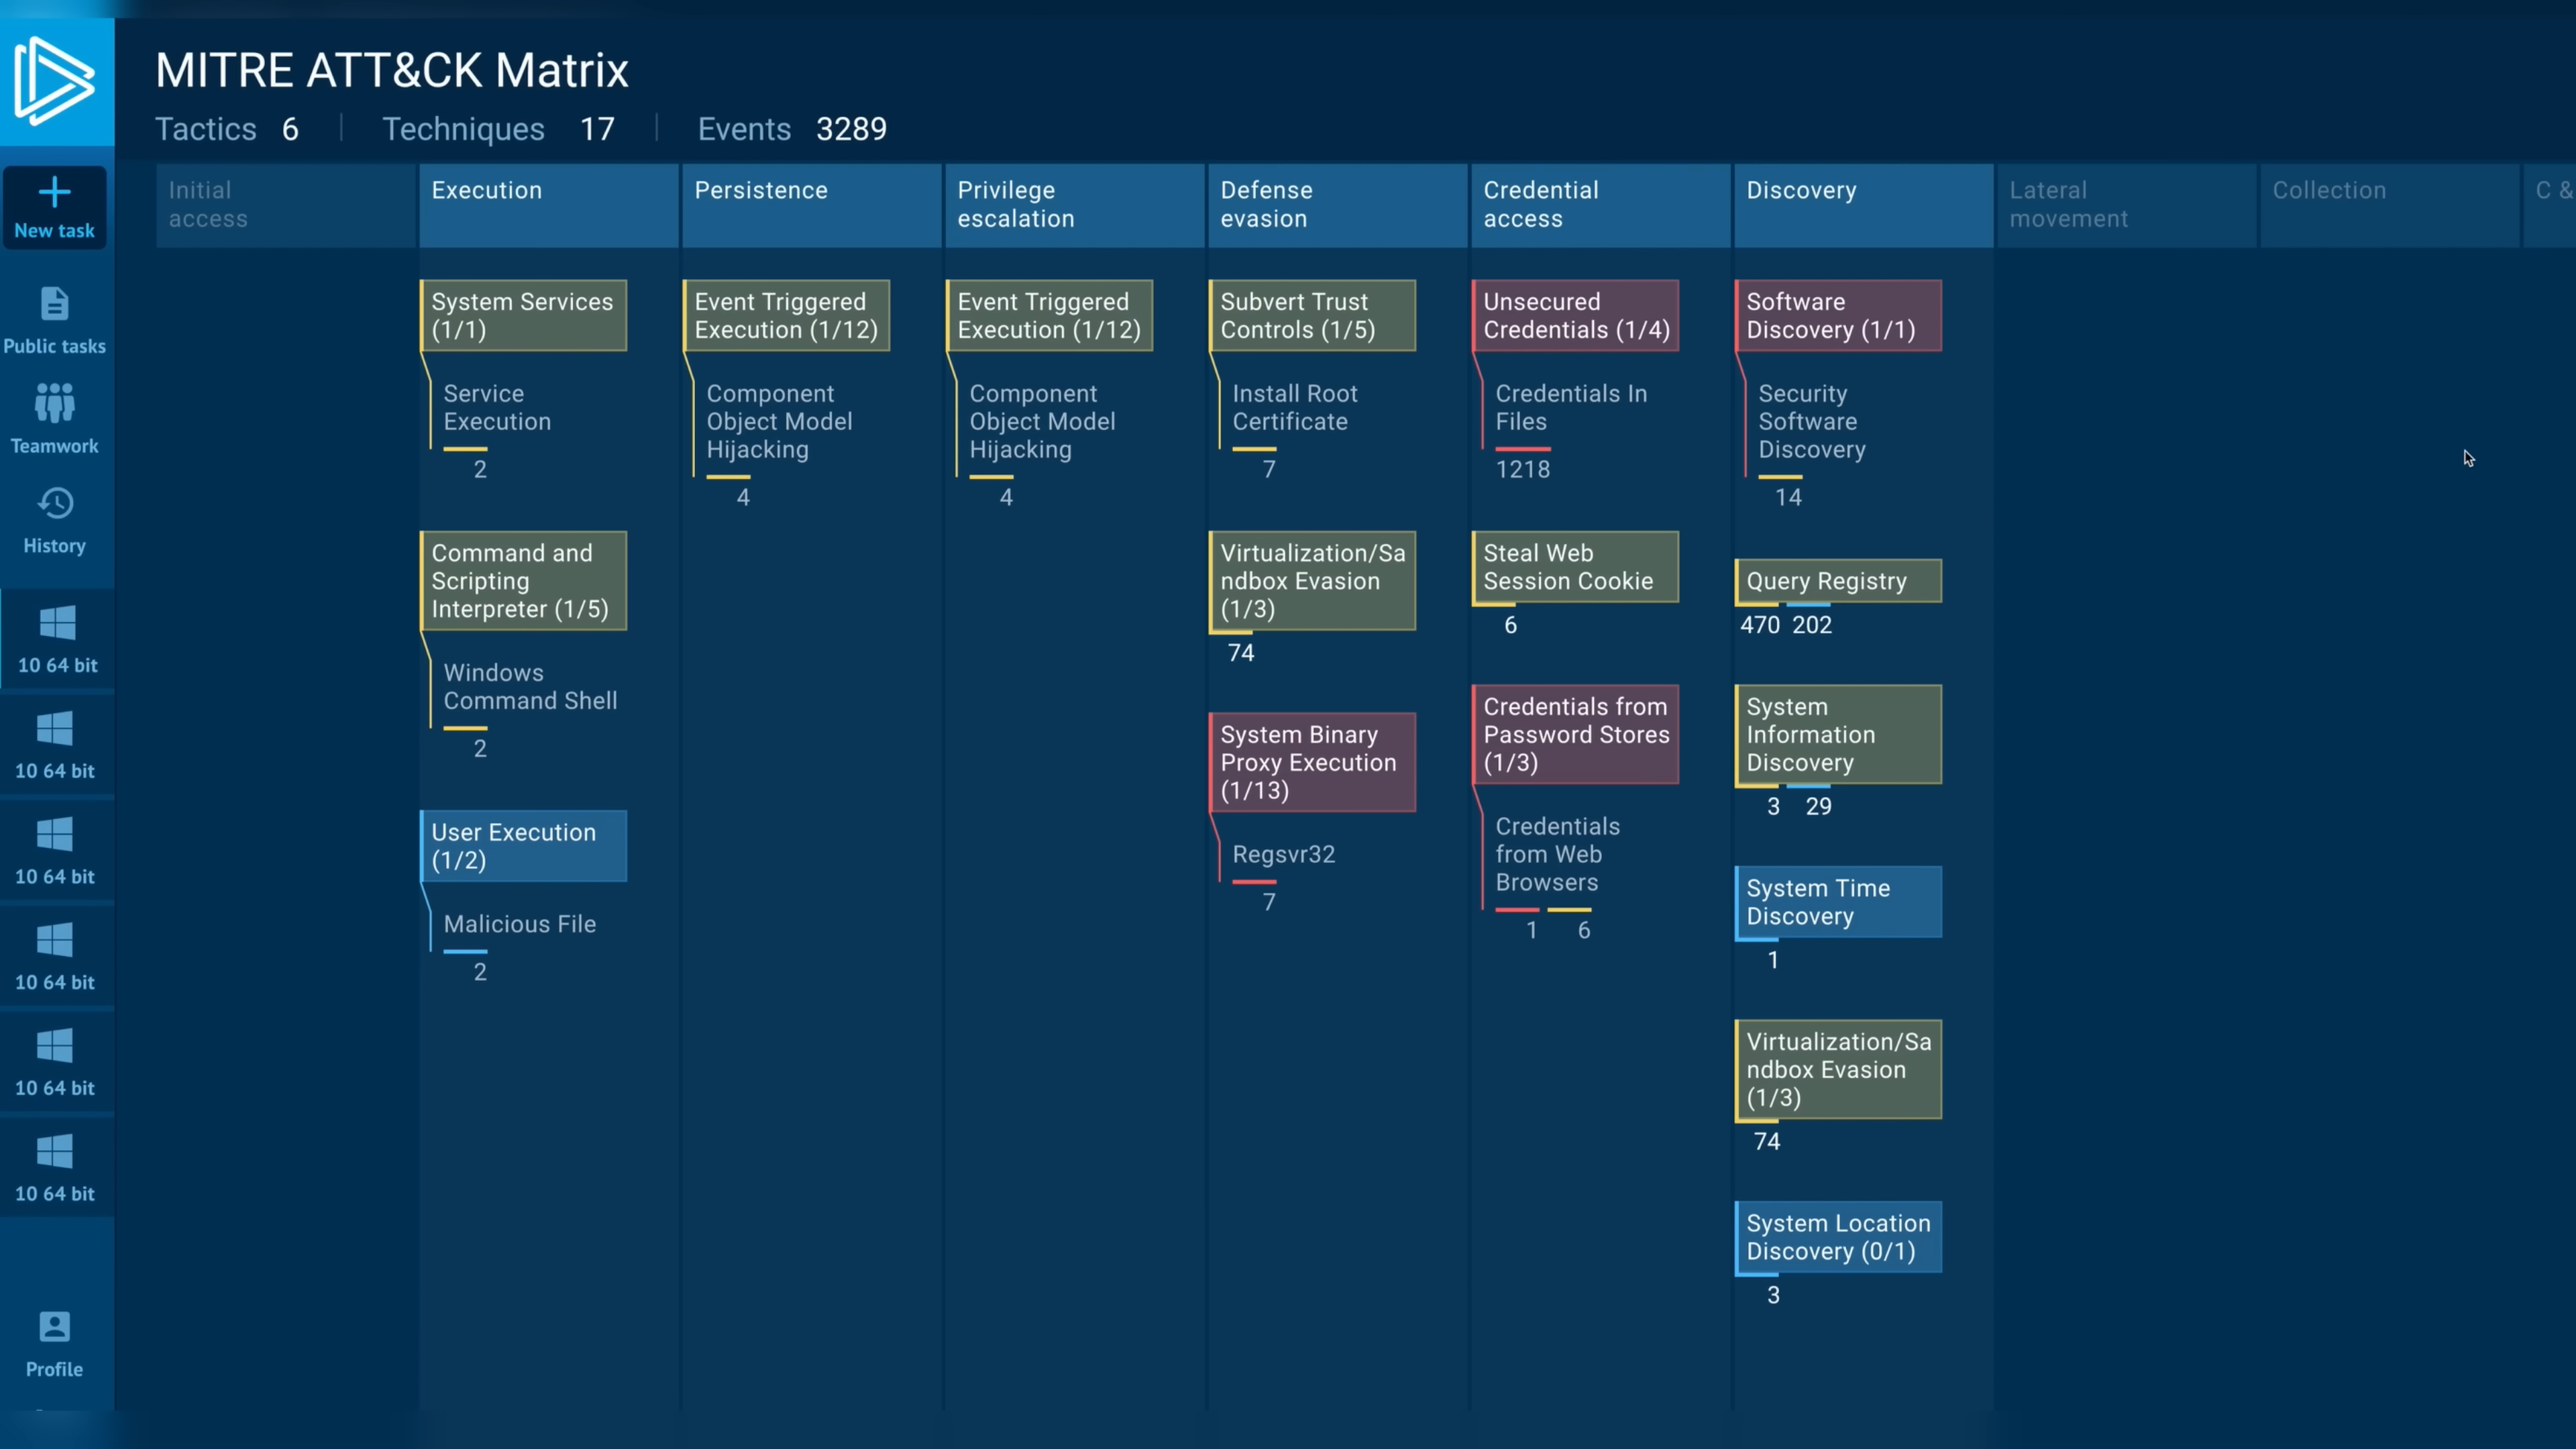 MITRE ATT&CK Matrix
Tactics 6 | Techniques 17 | Events 3289
New task
Public tasks
Teamwork
History
10 64 bit
10 64 bit
10 64 bit
10 64 bit
10 64 bit
10 64 bit
Profile
Initial
access
Execution
System Services
(1/1)
Service
Execution
2
Command and
Scripting
Interpreter (1/5)
Windows
Command Shell
2
User Execution
(1/2)
Malicious File
2
Persistence
Event Triggered
Execution (1/12)
Component
Object Model
Hijacking
4
Privilege
escalation
Event Triggered
Execution (1/12)
Component
Object Model
Hijacking
4
Defense
evasion
Subvert Trust
Controls (1/5)
Install Root
Certificate
7
Virtualization/Sa
ndbox Evasion
(1/3)
74
System Binary
Proxy Execution
(1/13)
Regsvr32
7
Credential
access
Unsecured
Credentials (1/4)
Credentials In
Files
1218
Steal Web
Session Cookie
6
Credentials from
Password Stores
(1/3)
Credentials
from Web
Browsers
1 6
Discovery
Software
Discovery (1/1)
Security
Software
Discovery
14
Query Registry
470 202
System
Information
Discovery
3 29
System Time
Discovery
1
Virtualization/Sa
ndbox Evasion
(1/3)
74
System Location
Discovery (0/1)
3
Lateral
movement
Collection
C &